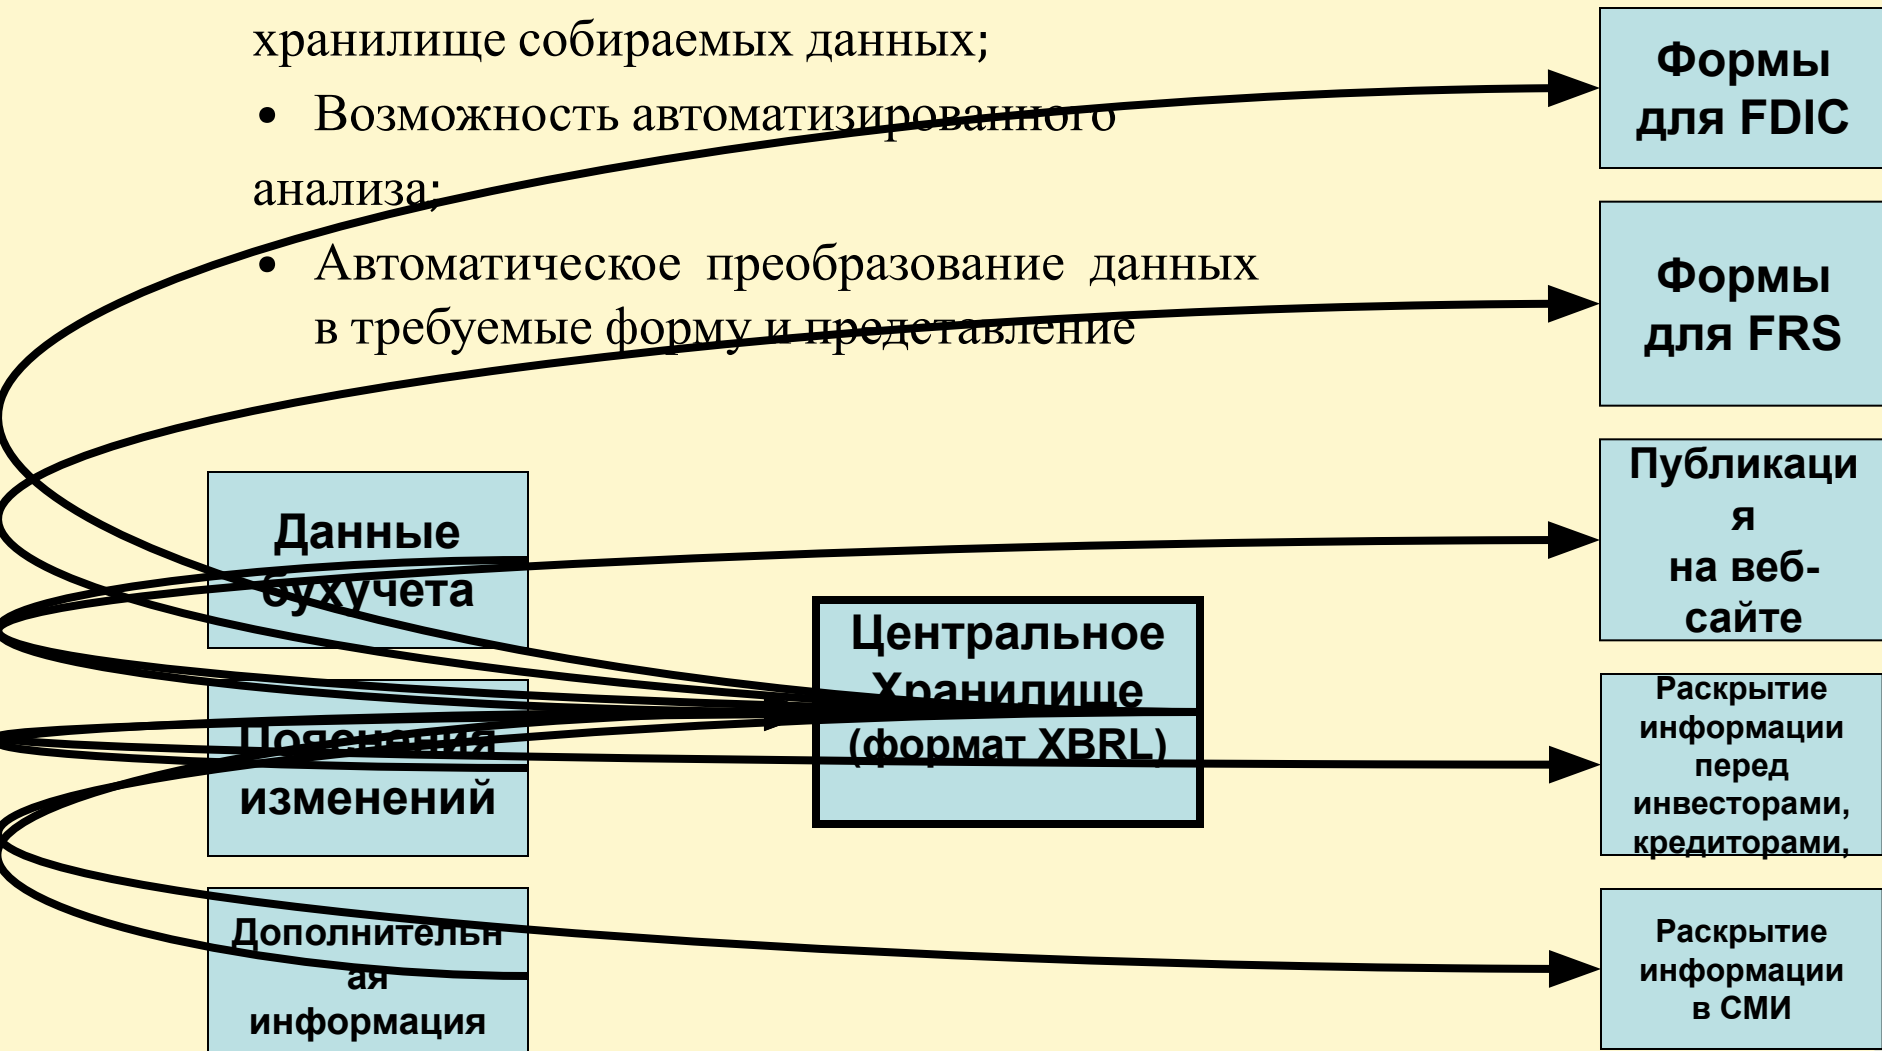 хранилище собираемых данных;
• Возможность автоматизированного
анализа;
• Автоматическое преобразование данных
в требуемые форму и представление
Данные
бухучета
Пояснения
изменений
Дополнительн
ая
информация
Центральное
Хранилище
(формат XBRL)
Формы
для FDIC
Формы
для FRS
Публикаци
я
на веб-
сайте
Раскрытие
информации
перед
инвесторами,
кредиторами,
Раскрытие
информации
в СМИ